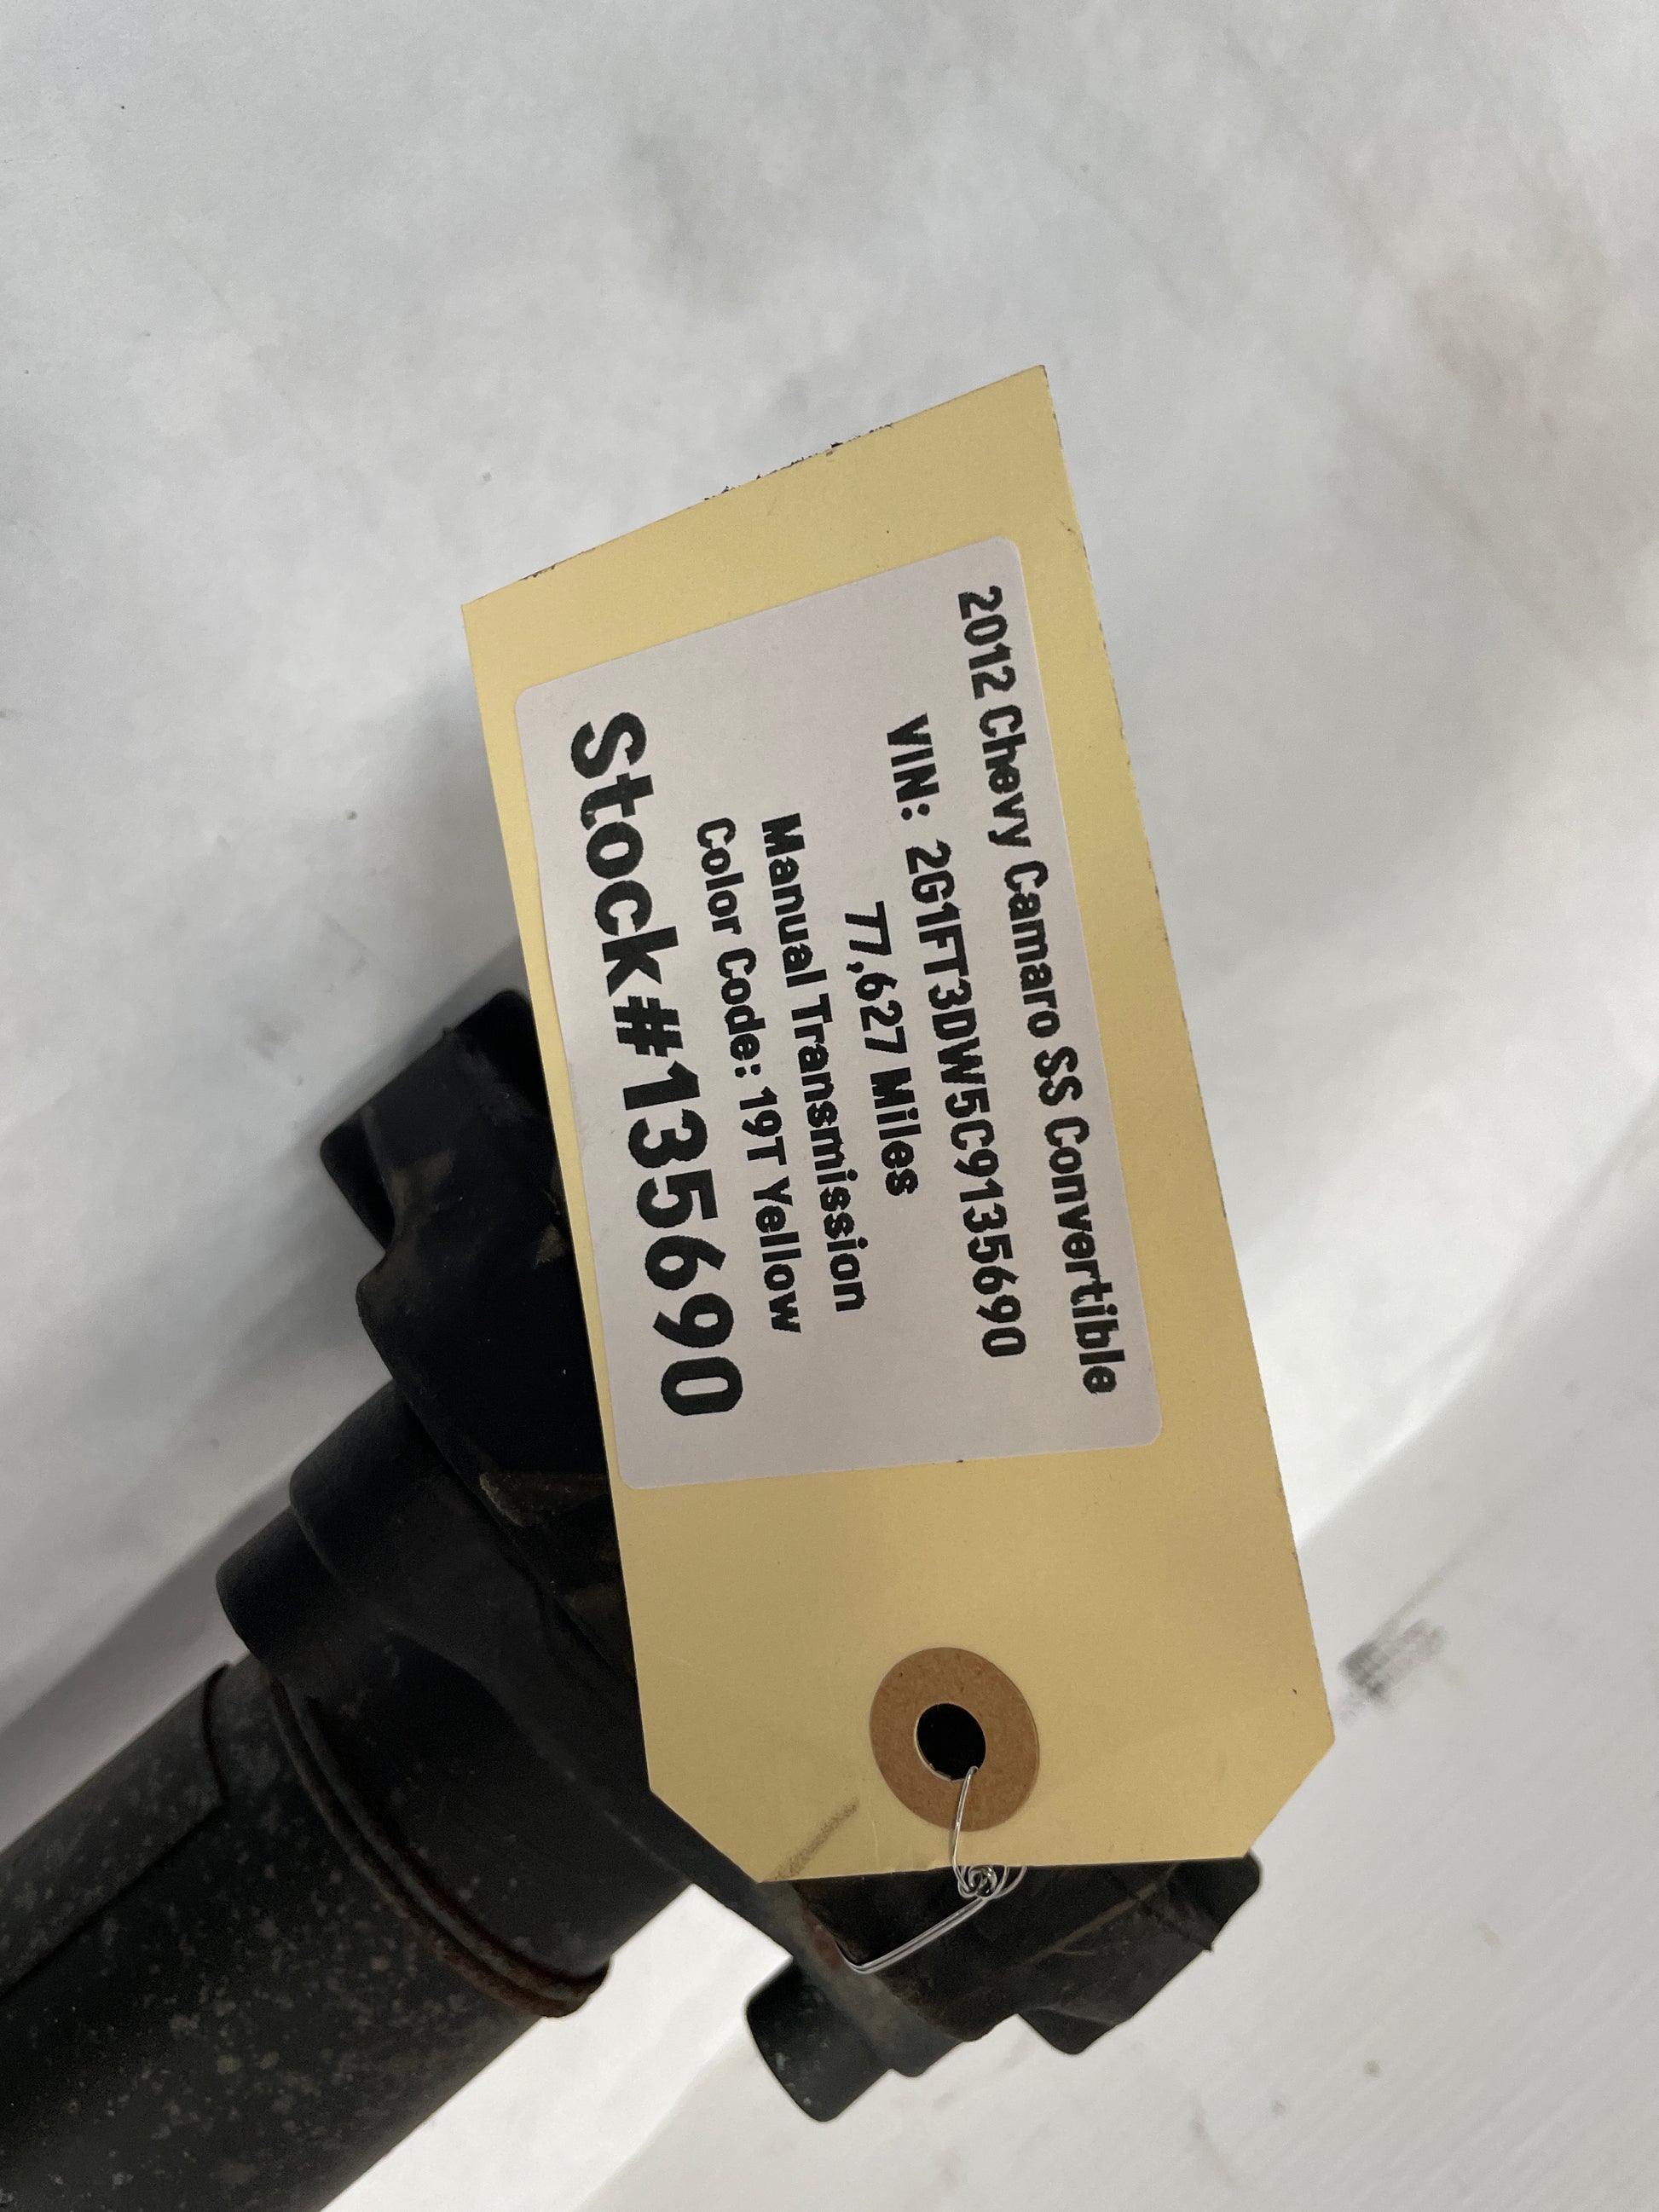 2012 Chevy Camaro SS Convertible
VIN: 2G1FT3DW5C9135690
77,627 Miles
Manual Transmission
Color Code: 19T Yellow
Stock#135690